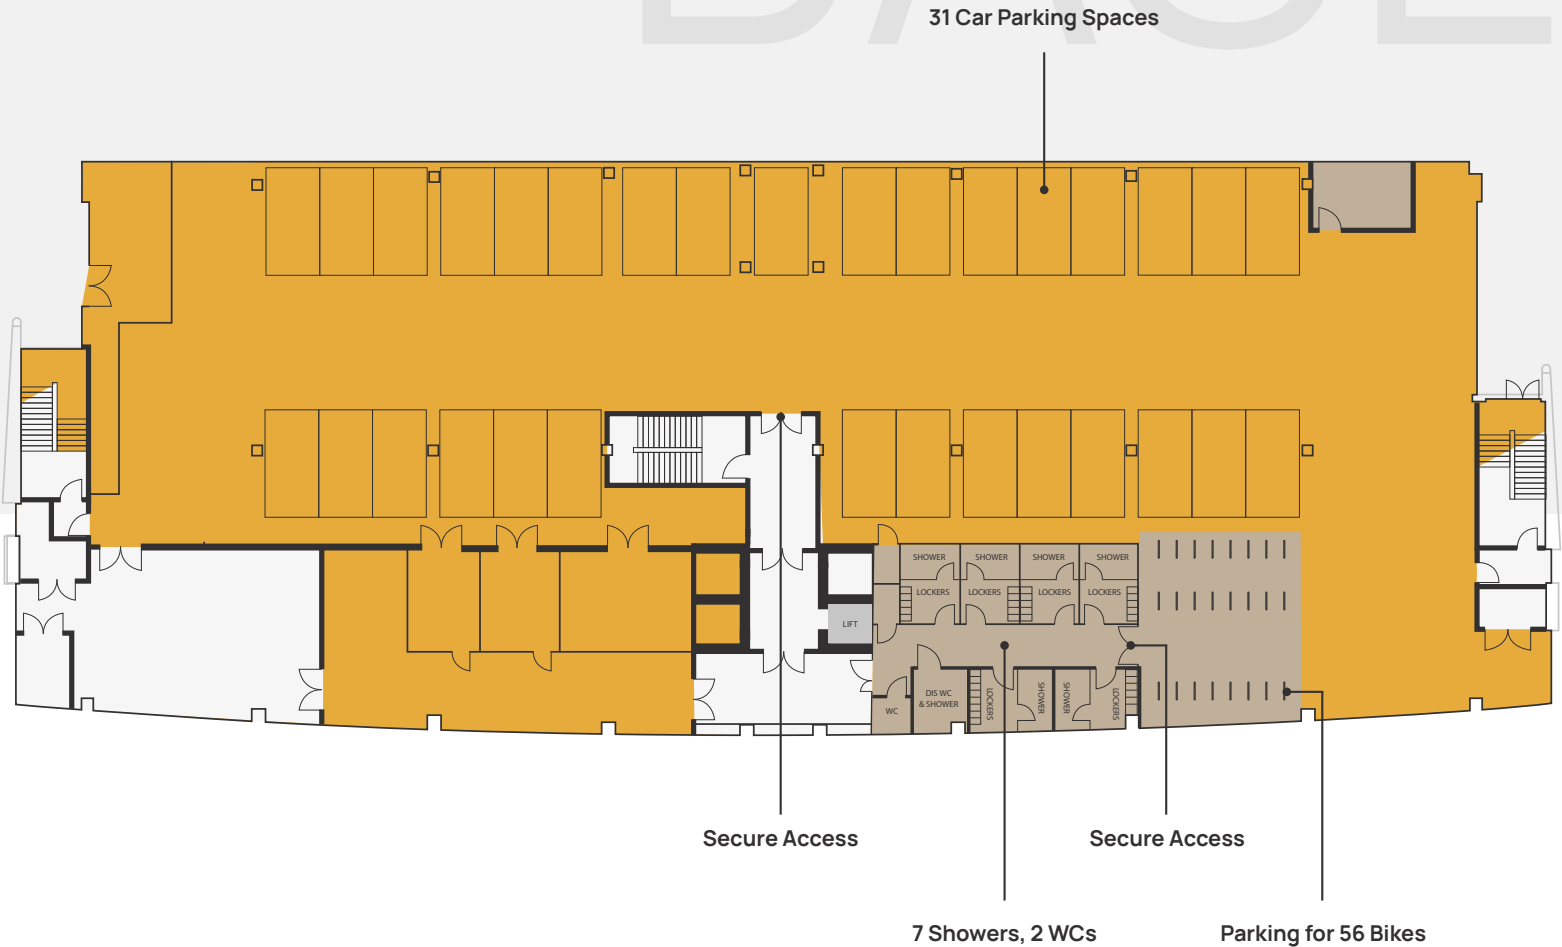 31 Car Parking Spaces
SHOWER
SHOWER
SHOWER
SHOWER
LOCKERS
LOCKERS
LOCKERS
LOCKERS
LIFT
WC
DIS WC
& SHOWER
LOCKERS
SHOWER
SHOWER
LOCKERS
Secure Access
Secure Access
7 Showers, 2 WCs
Parking for 56 Bikes